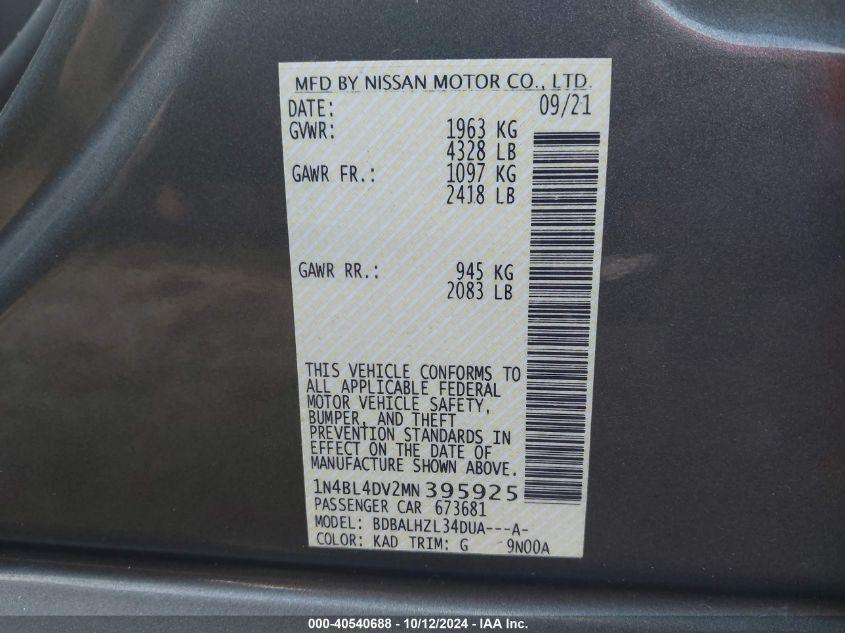 MFD BY NISSAN MOTOR CO., LTD.
DATE: 09/21
GVWR: 1963 KG
4328 LB
GAWR FR.: 1097 KG
2418 LB
GAWR RR.: 945 KG
2083 LB
THIS VEHICLE CONFORMS TO
ALL APPLICABLE FEDERAL
MOTOR VEHICLE SAFETY,
BUMPER, AND THEFT
PREVENTION STANDARDS IN
EFFECT ON THE DATE OF
MANUFACTURE SHOWN ABOVE.
1N4BL4DV2MN395925
PASSENGER CAR 673681
MODEL: BDBALHZL34DUA---A-
COLOR: KAD TRIM: G 9N00A
000-40540688 - 10/12/2024 - IAA Inc.